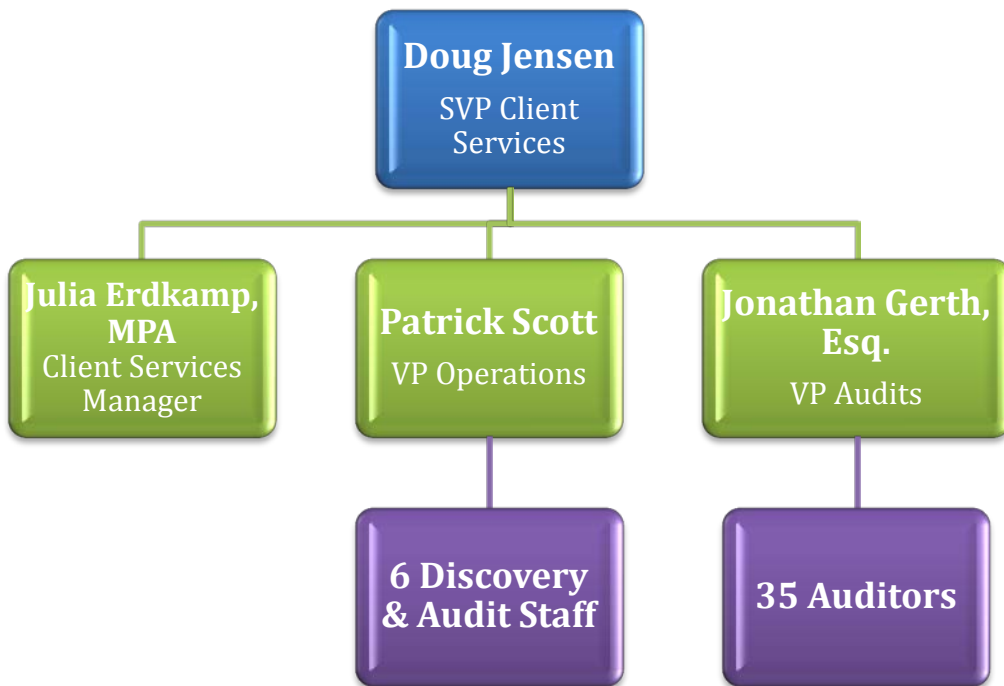 Doug Jensen
SVP Client
Services
Julia Erdkamp,
MPA
Client Services
Manager
Patrick Scott
VP Operations
Jonathan Gerth,
Esq.
VP Audits
6 Discovery
& Audit Staff
35 Auditors